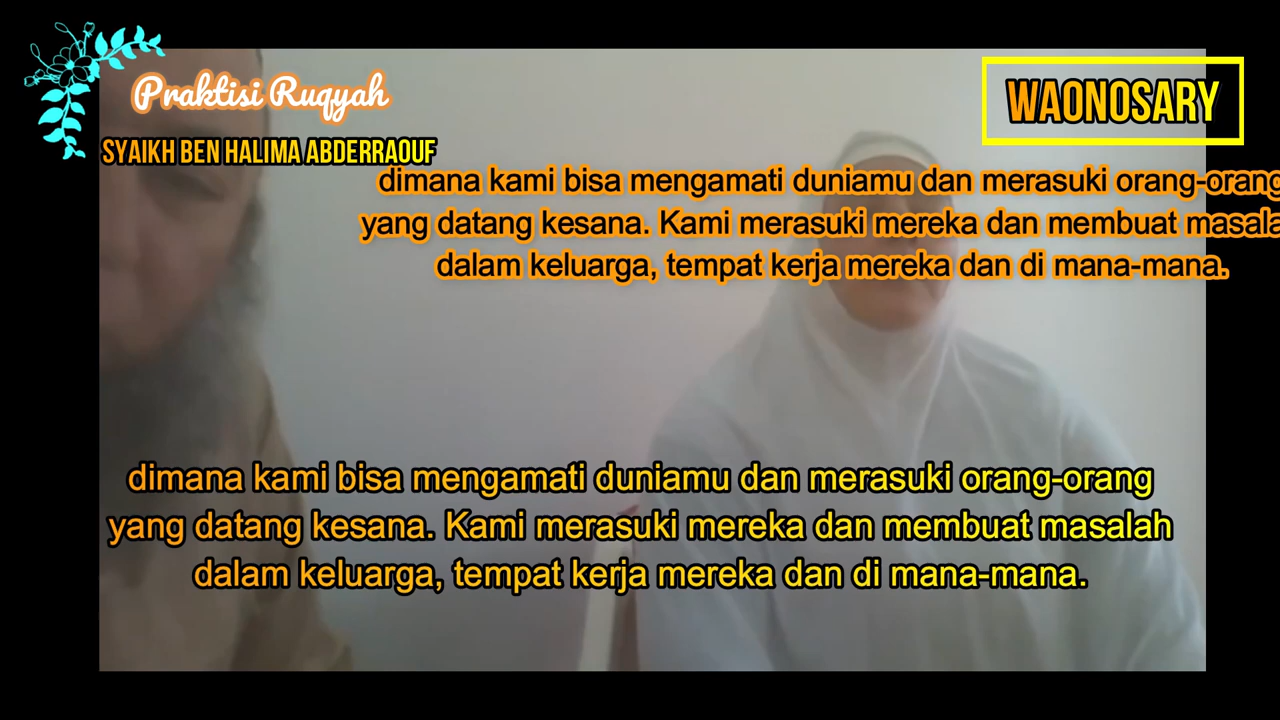 Praktisi Ruqyah
WAONOSARY
SYAIKH BEN HALIMA ABDERRAOUF
dimana kami bisa mengamati duniamu dan merasuki orang-orang
yang datang kesana. Kami merasuki mereka dan membuat masala
dalam keluarga, tempat kerja mereka dan di mana-mana.
dimana kami bisa mengamati duniamu dan merasuki orang-orang
yang datang kesana. Kami merasuki mereka dan membuat masalah
dalam keluarga, tempat kerja mereka dan di mana-mana.